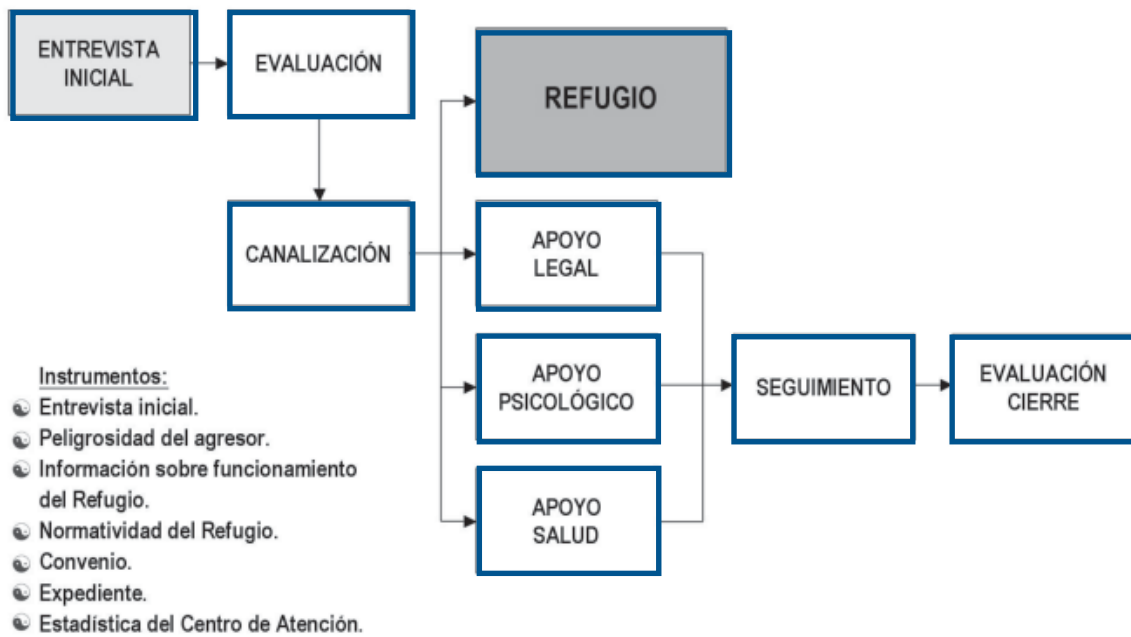 ENTREVISTA
INICIAL
EVALUACIÓN
REFUGIO
CANALIZACIÓN
APOYO
LEGAL
APOYO
PSICOLÓGICO
SEGUIMIENTO
EVALUACIÓN
CIERRE
APOYO
SALUD
Instrumentos:
Entrevista inicial.
Peligrosidad del agresor.
Información sobre funcionamiento
del Refugio.
Normatividad del Refugio.
Convenio.
Expediente.
Estadística del Centro de Atención.